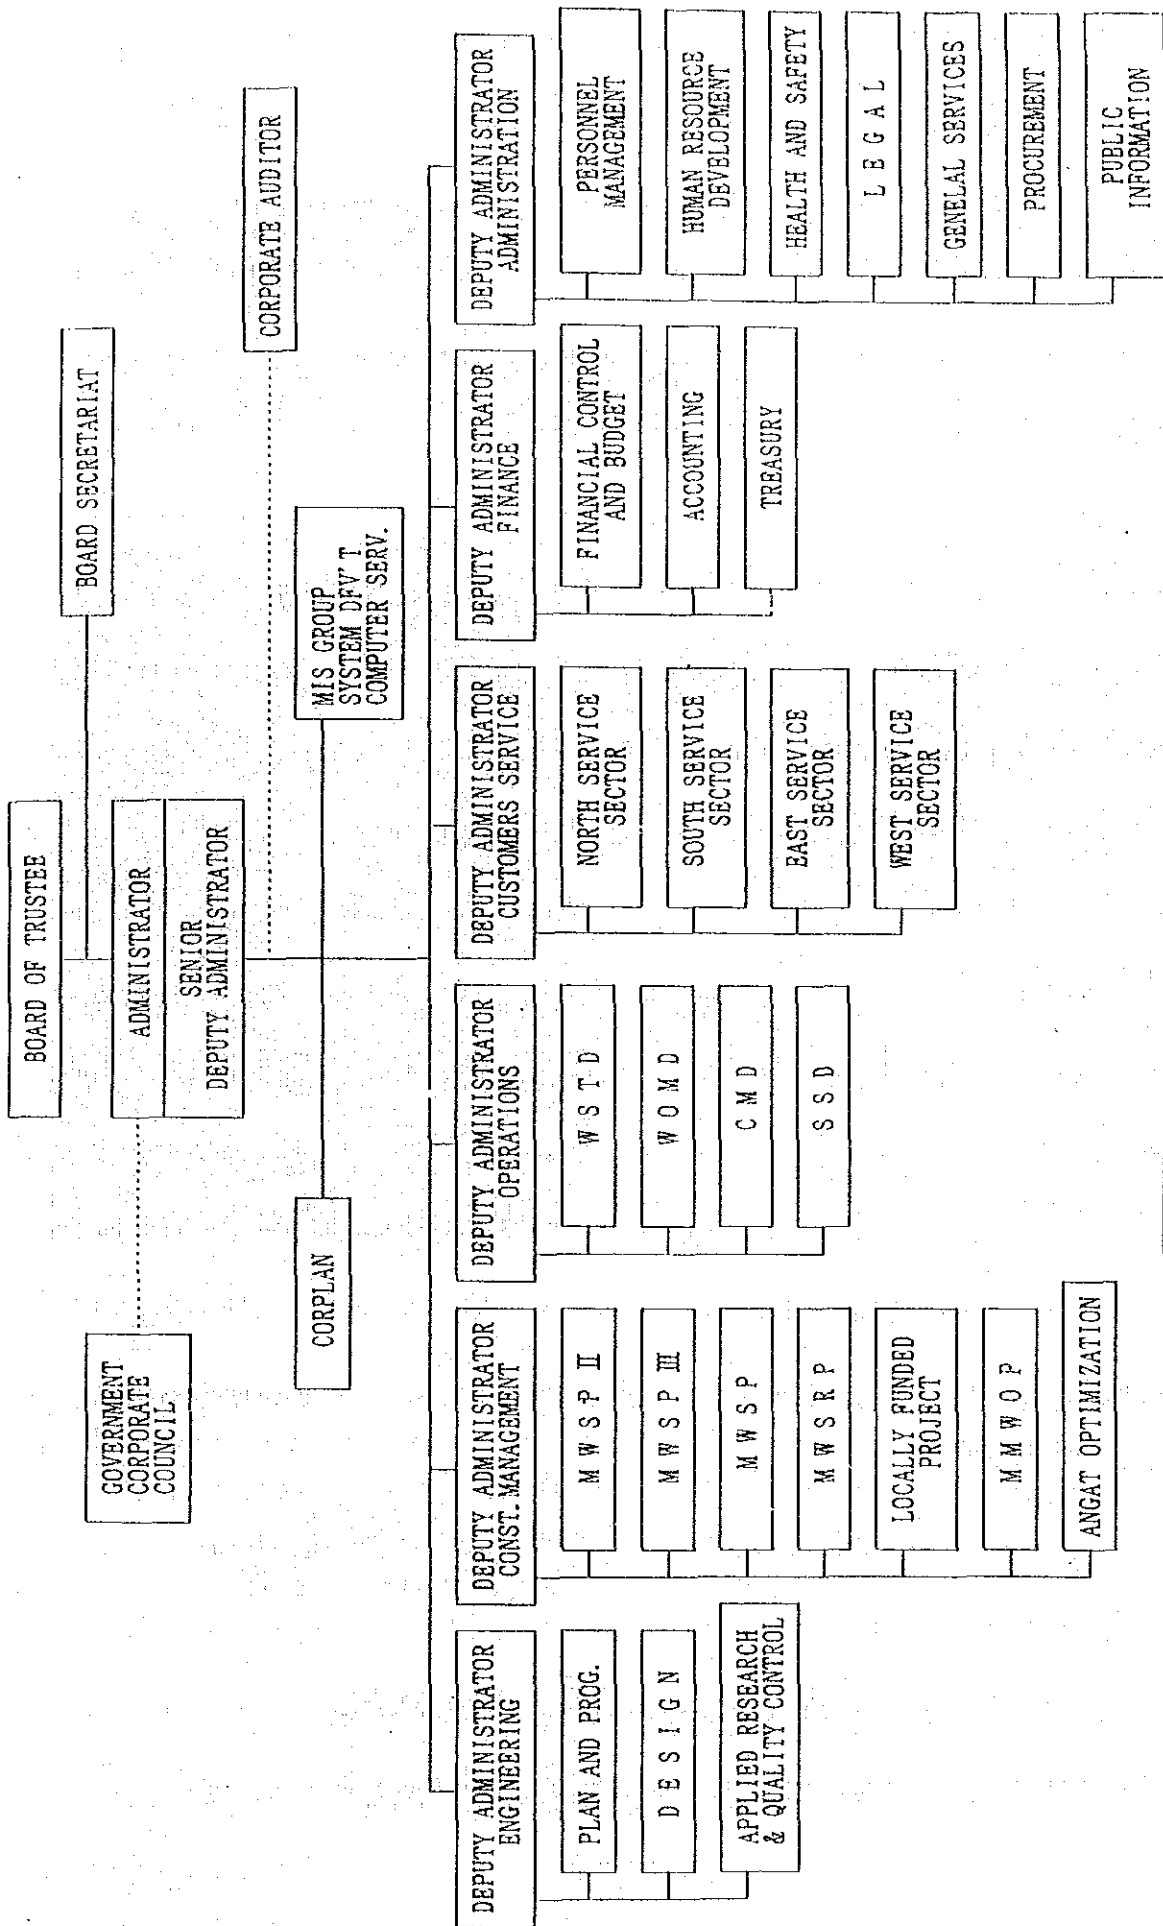 BOARD OF TRUSTEE
BOARD SECRETARIAT
GOVERNMENT
CORPORATE
COUNCIL
ADMINISTRATOR
SENIOR
DEPUTY ADMINISTRATOR
CORPORATE AUDITOR
CORPLAN
MIS GROUP
SYSTEM DFV'T
COMPUTER SERV.
DEPUTY ADMINISTRATOR
ENGINEERING
PLAN AND PROG.
D E S I G N
APPLIED RESEARCH
& QUALITY CONTROL
DEPUTY ADMINISTRATOR
CONST. MANAGEMENT
M W S P II
M W S P III
M W S P
M W S R P
LOCALLY FUNDED
PROJECT
M M W O P
ANGAT OPTIMIZATION
DEPUTY ADMINISTRATOR
OPERATIONS
W S T D
W O M D
C M D
S S D
DEPUTY ADMINISTRATOR
CUSTOMERS SERVICE
NORTH SERVICE
SECTOR
SOUTH SERVICE
SECTOR
EAST SERVICE
SECTOR
WEST SERVICE
SECTOR
DEPUTY ADMINISTRATOR
FINANCE
FINANCIAL CONTROL
AND BUDGET
ACCOUNTING
TREASURY
DEPUTY ADMINISTRATOR
ADMINISTRATION
PERSONNEL
MANAGEMENT
HUMAN RESOURCE
DEVELOPMENT
HEALTH AND SAFETY
L E G A L
GENELAL SERVICES
PROCUREMENT
PUBLIC
INFORMATION